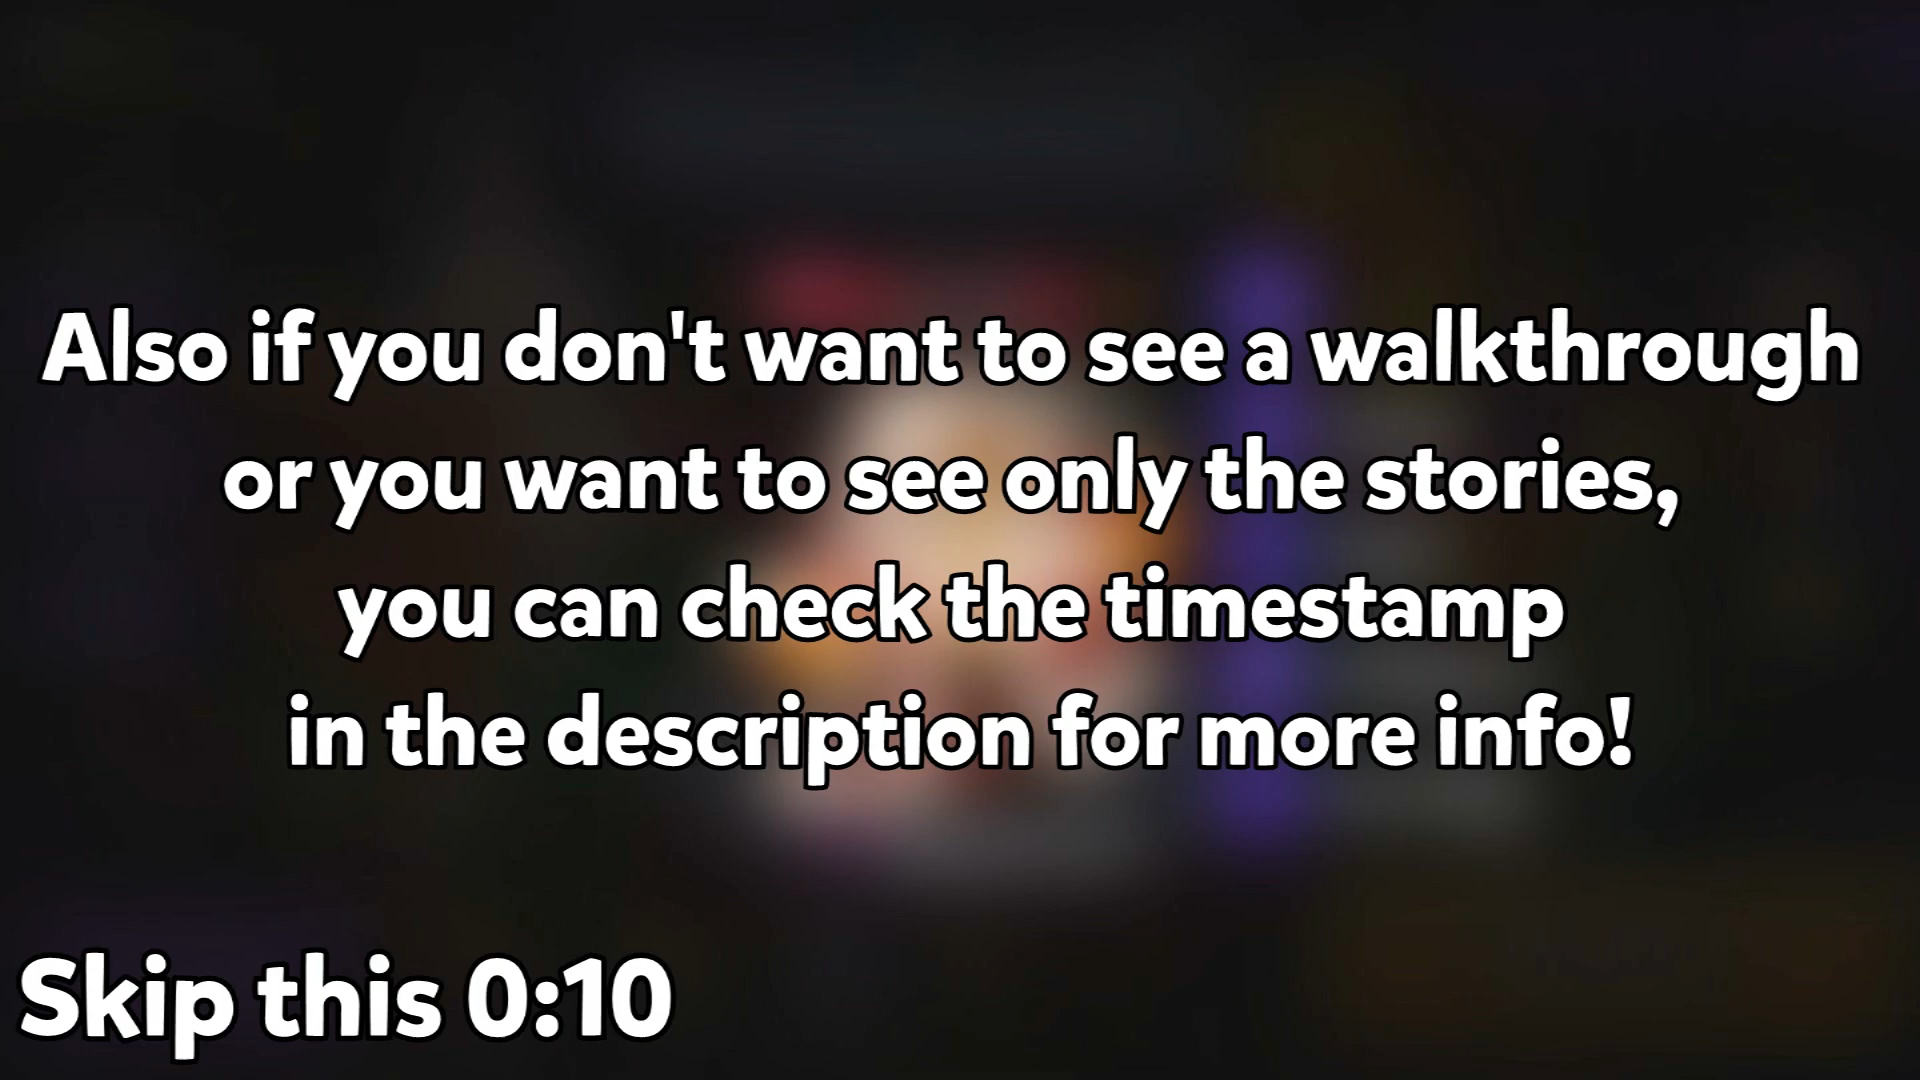 Also if you don't want to see a walkthrough
or you want to see only the stories,
you can check the timestamp
in the description for more info!
Skip this 0:10